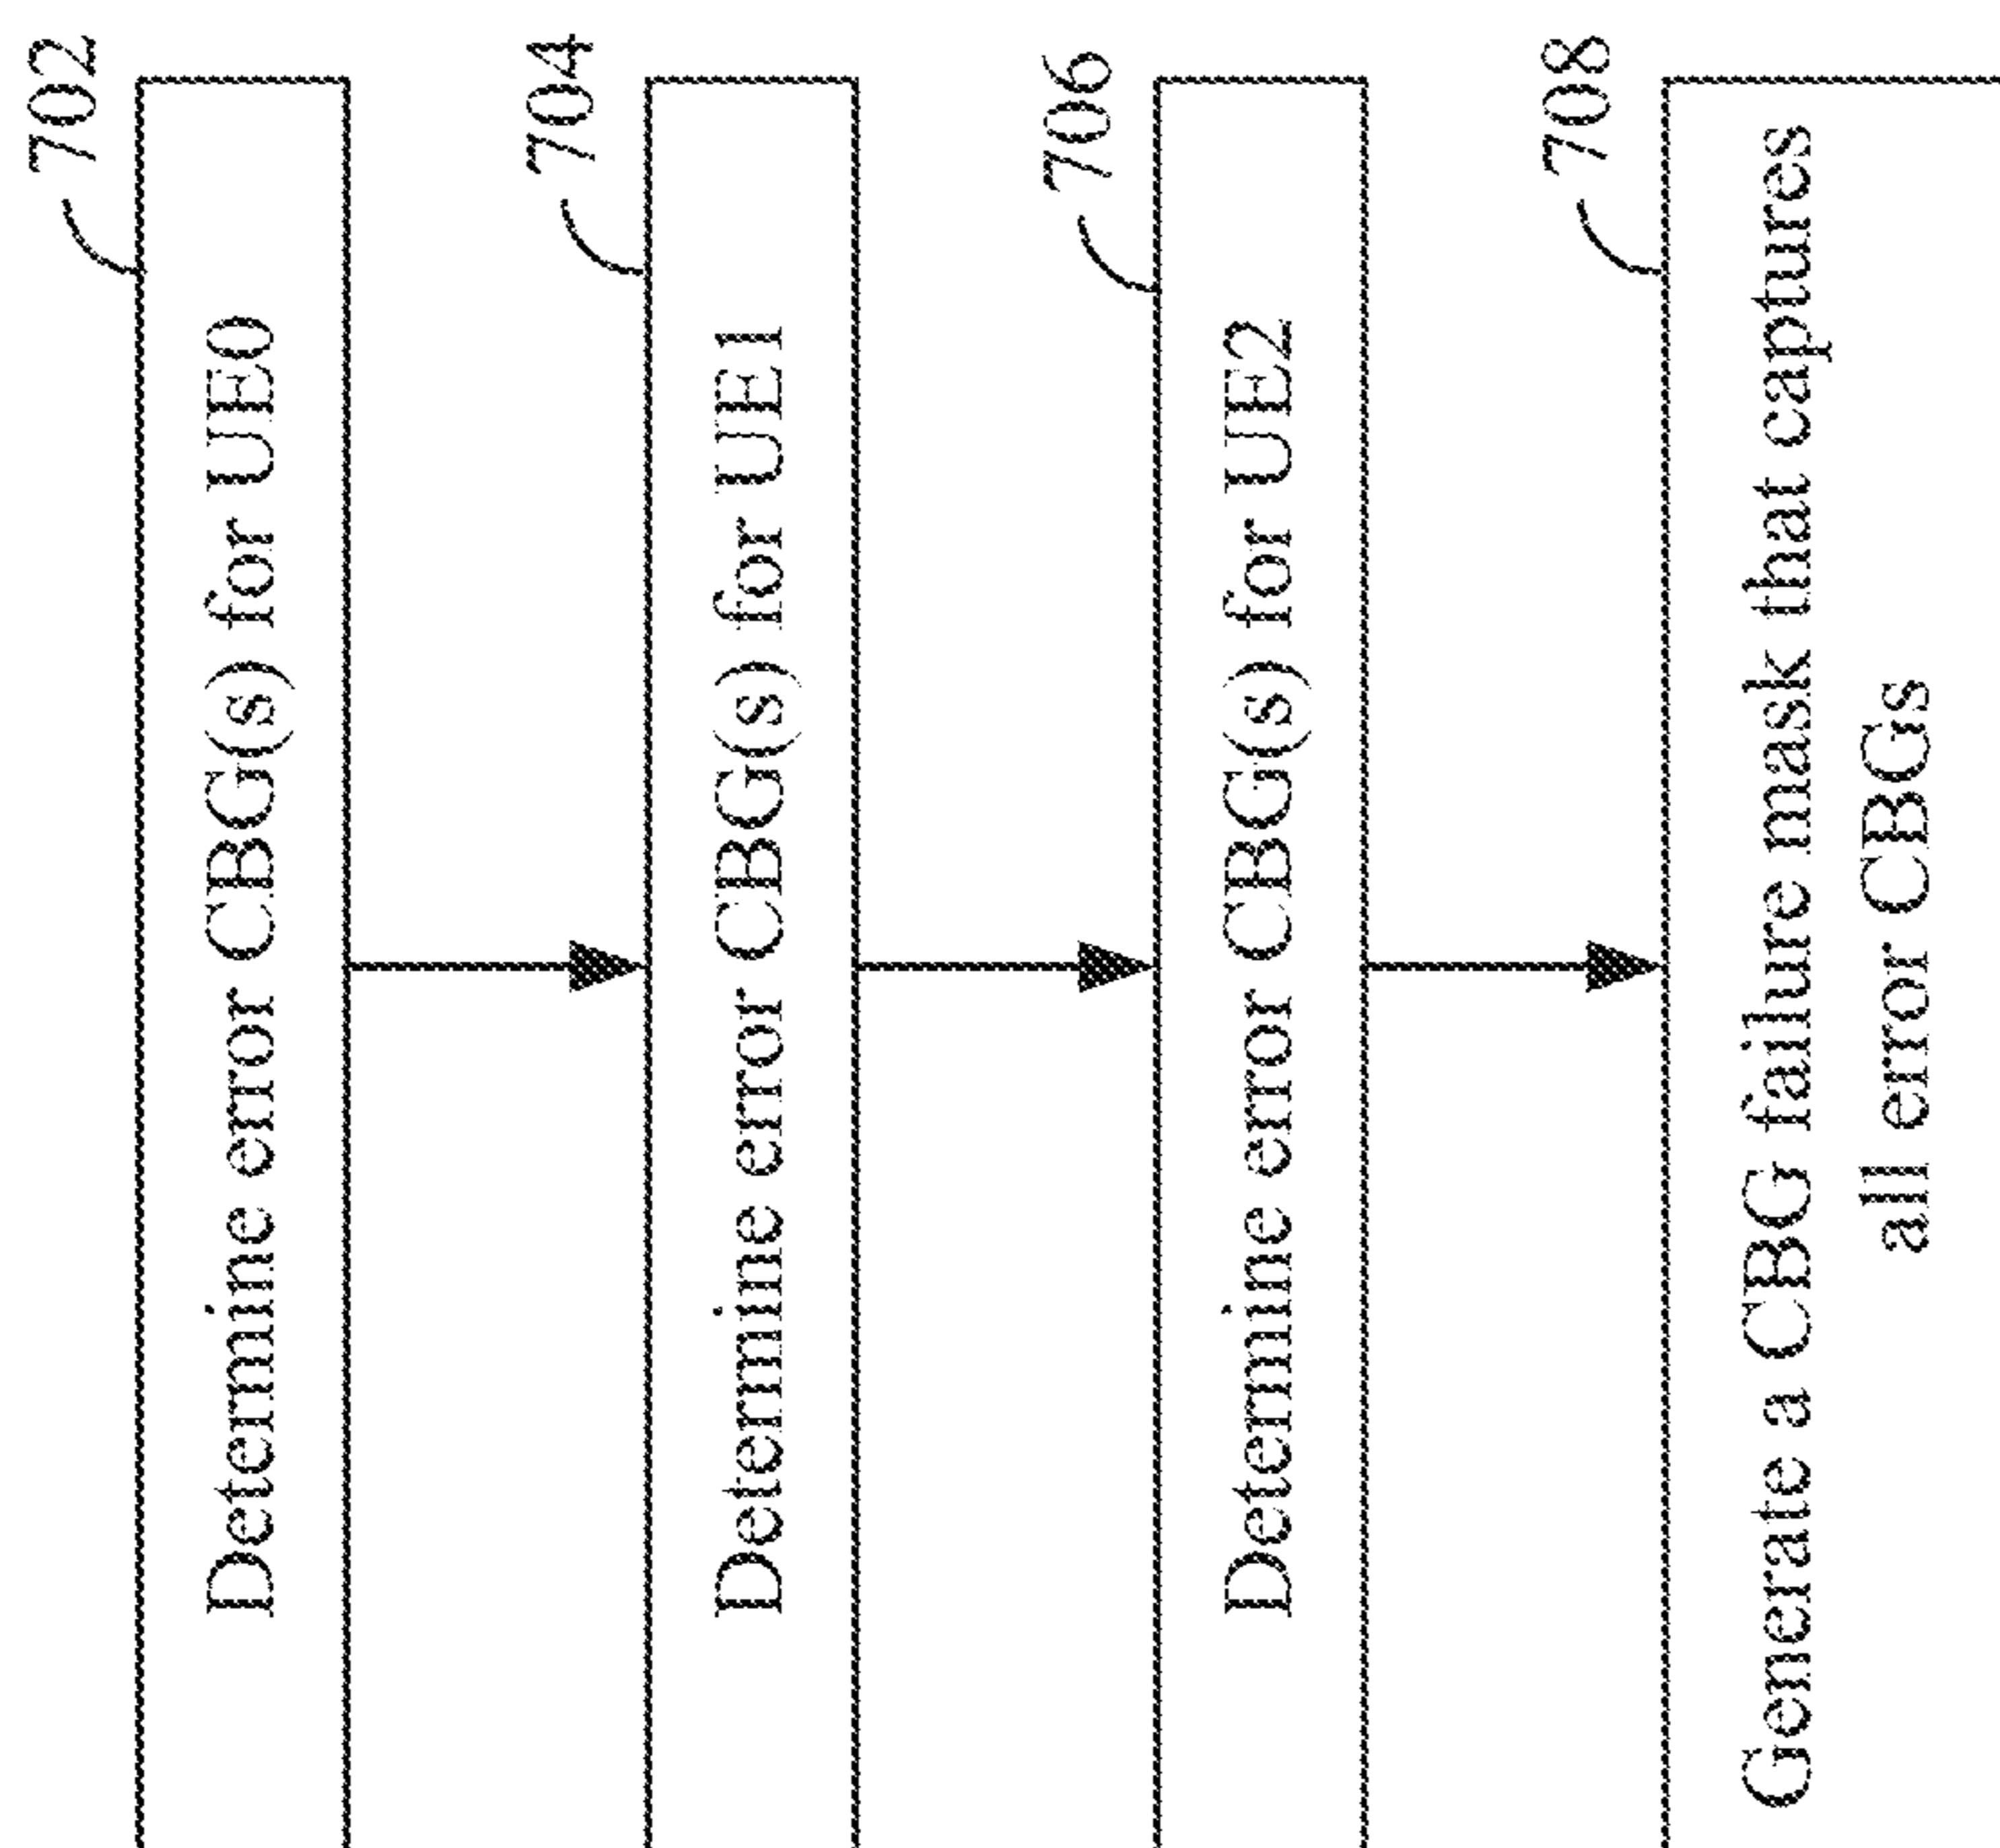 702
Determine error CBG(s) for UE0
704
Determine error CBG(s) for UE1
706
Determine error CBG(s) for UE2
708
Generate a CBG failure mask that captures
all error CBGs